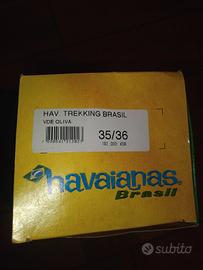 HAV. TREKKING BRASIL
VDE OLIVA
35/36
havaianas
Brasil
subito